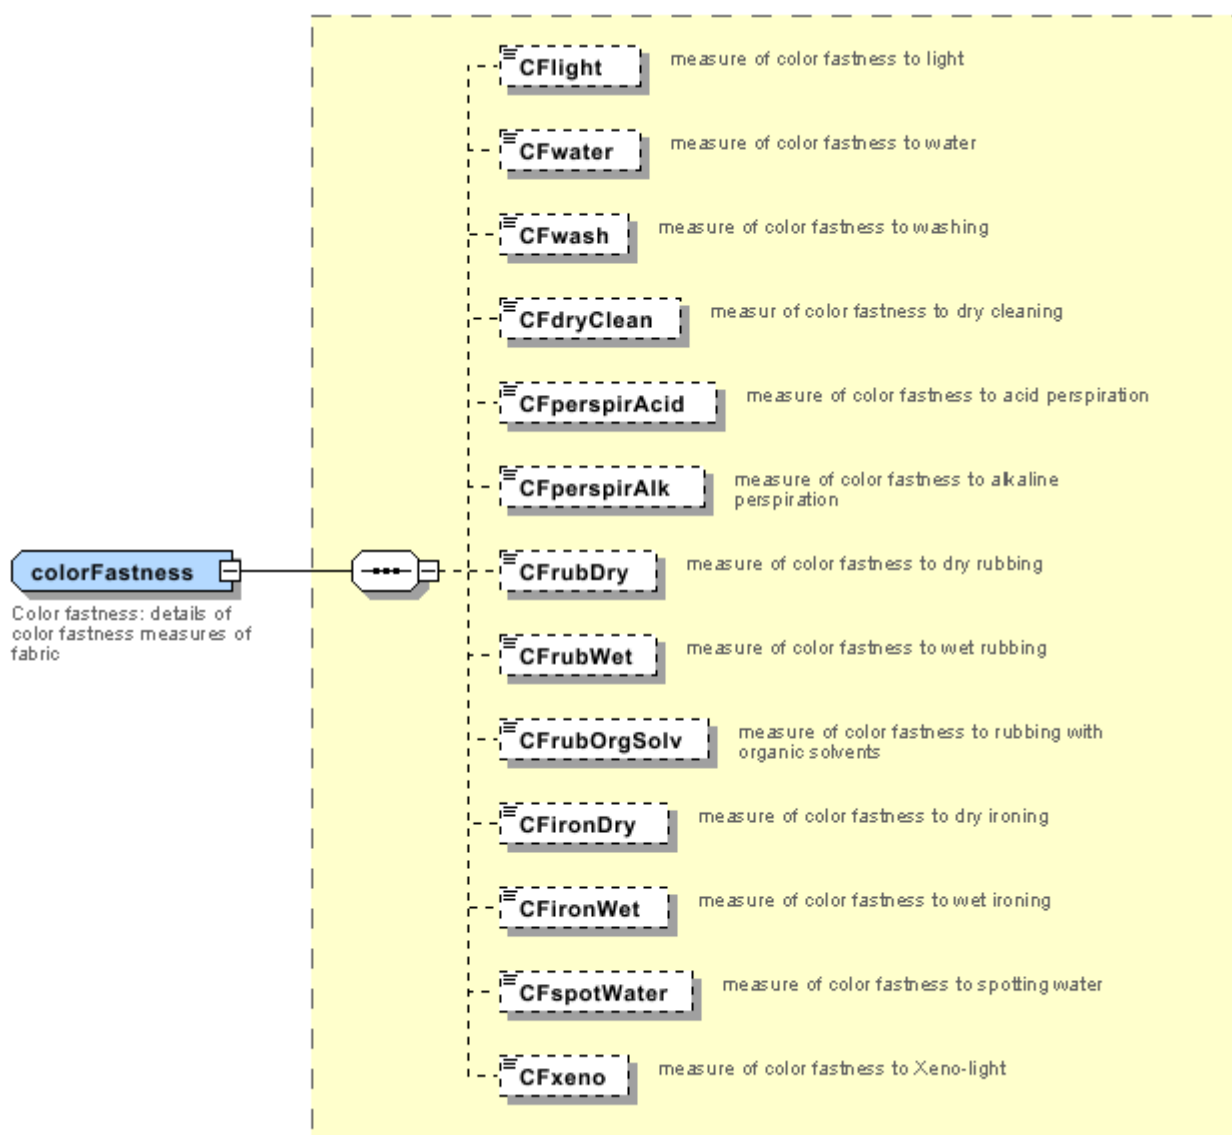 CFlight
measure of color fastness to light
CFwater
measure of color fastness to water
CFwash
measure of color fastness to washing
CFdryClean
measur of color fastness to dry cleaning
CFperspirAcid
measure of color fastness to acid perspiration
CFperspirAlk
measure of color fastness to alkaline
perspiration
colorFastness
Color fastness: details of
color fastness measures of
fabric
CFrubDry
measure of color fastness to dry rubbing
CFrubWet
measure of color fastness to wet rubbing
CFrubOrgSolv
measure of color fastness to rubbing with
organic solvents
CFironDry
measure of color fastness to dry ironing
CFironWet
measure of color fastness to wet ironing
CFspotWater
measure of color fastness to spotting water
CFxeno
measure of color fastness to Xeno-light